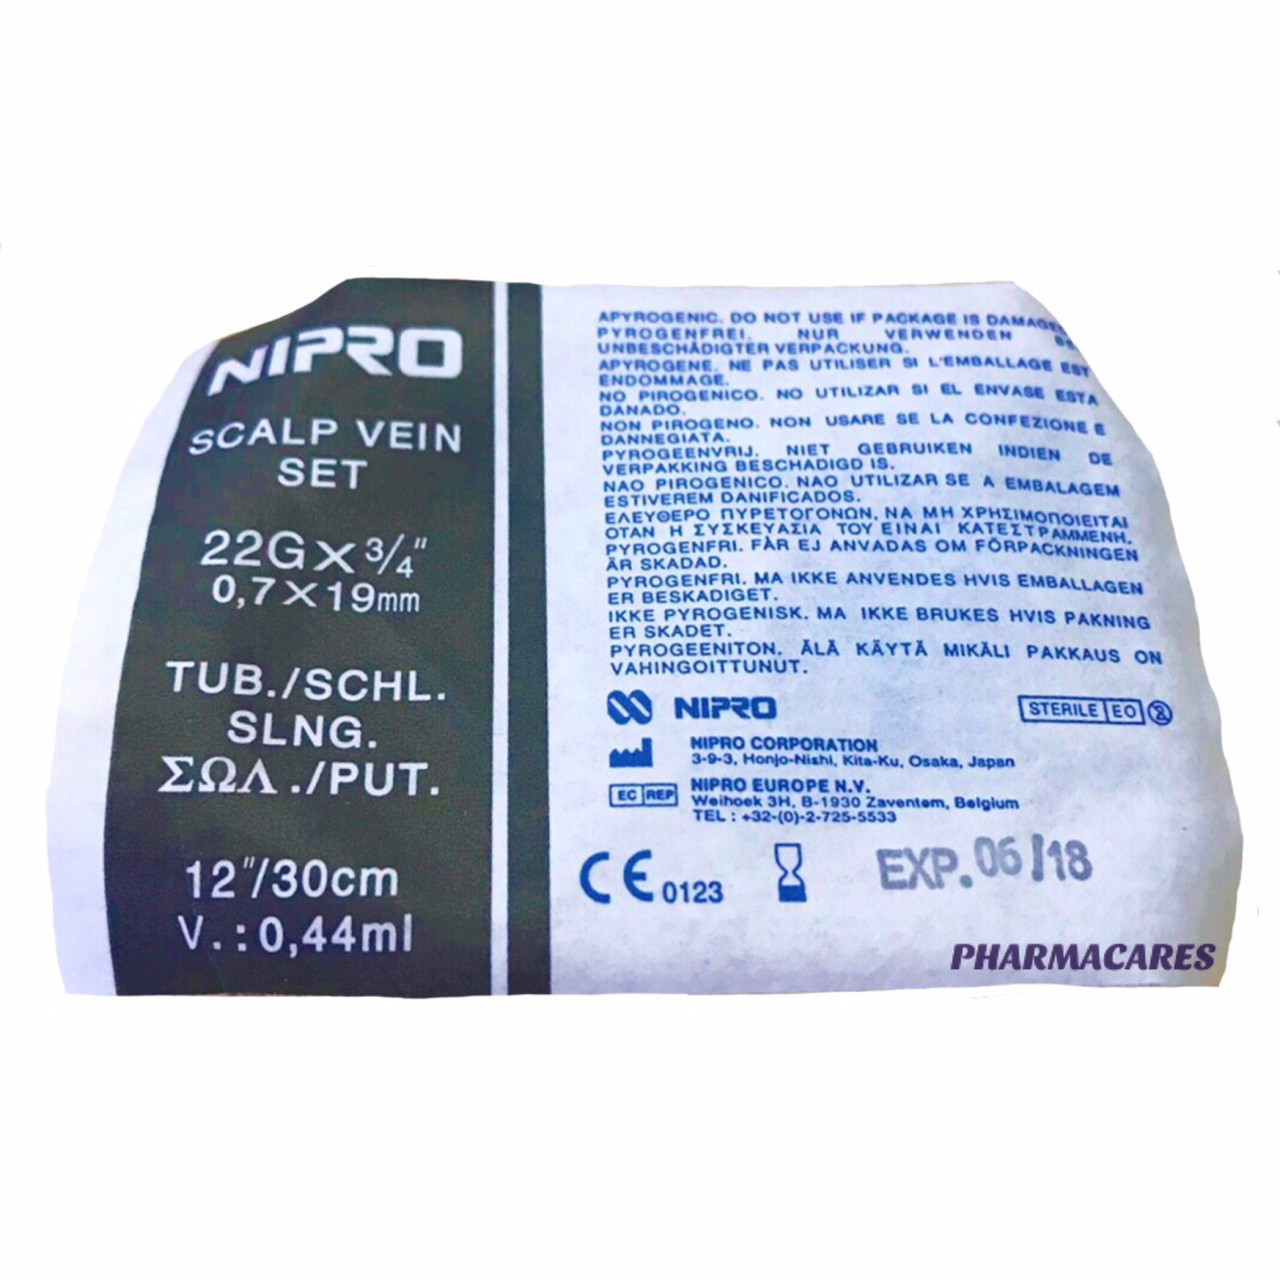 NIPRO
SCALP VEIN
SET
22G X 3/4"
0,7 X 19mm
TUB./SCHL.
SLNG.
ΣΩΛ ./PUT.
12"/30cm
V.:0,44ml
APYROGENIC. DO NOT USE IF PACKAGE IS
PYROGENFREI. NUR VERWENDEN
UNBESCHÄDIGTER VERPACKUNG.
APYROGENE. NE PAS UTILISER SI L'EMBALLAGE EST
ENDOMMAGE.
NO PIROGENICO. NO UTILIZAR SI EL ENVASE ESTA
DANADO.
NON PIROGENO. NON USARE SE LA CONFEZIONE E
DANNEGIATA.
PYROGEENVRIJ. NIET GEBRUIKEN INDIEN DE
VERPAKKING BESCHADIGD IS.
NAO PIROGENICO. NAO UTILIZAR SE A EMBALAGEM
ESTIVEREM DANIFICADOS.
ΕΛΕΥΘΕΡΟ ΠΥΡΕΤΟΓΟΝΩΝ, ΝΑ ΜΗ ΧΡΗΣΙΜΟΠΟΙΕΙΤΑΙ
ΟΤΑΝ Η ΣΥΣΚΕΥΑΣΙΑ ΤΟΥ ΕΙΝΑΙ ΚΑΤΕΣΤΡΑΜΜΕΝΗ.
PYROGENFRI. FÅR EJ ANVADAS OM FÖRPACKNINGEN
ÄR SKADAD.
PYROGENFRI. MA IKKE ANVENDES HVIS EMBALLAGEN
ER BESKADIGET.
IKKE PYROGENISK. MA IKKE BRUKES HVIS PAKNING
ER SKADET.
PYROGEENITON. ÄLÄ KÄYTÄ MIKÄLI PAKKAUS ON
VAHINGOITTUNUT.
NIPRO
STERILE EO 2
NIPRO CORPORATION
3-9-3, Honjo-Nishi, Kita-Ku, Osaka, Japan
EC REP NIPRO EUROPE N.V.
Weihoek 3H, B-1930 Zaventem, Belgium
TEL : +32-(0)-2-725-5533
CE 0123
EXP. 06/18
PHARMACARES